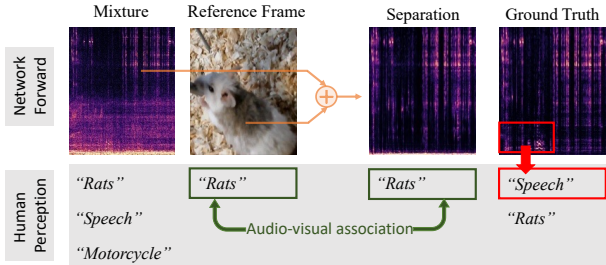 Mixture Reference Frame Separation Ground Truth
Network
Forward
Human
Perception
“Rats” “Rats” “Rats” “Speech”
“Speech” “Rats”
Audio-visual association
“Motorcycle”